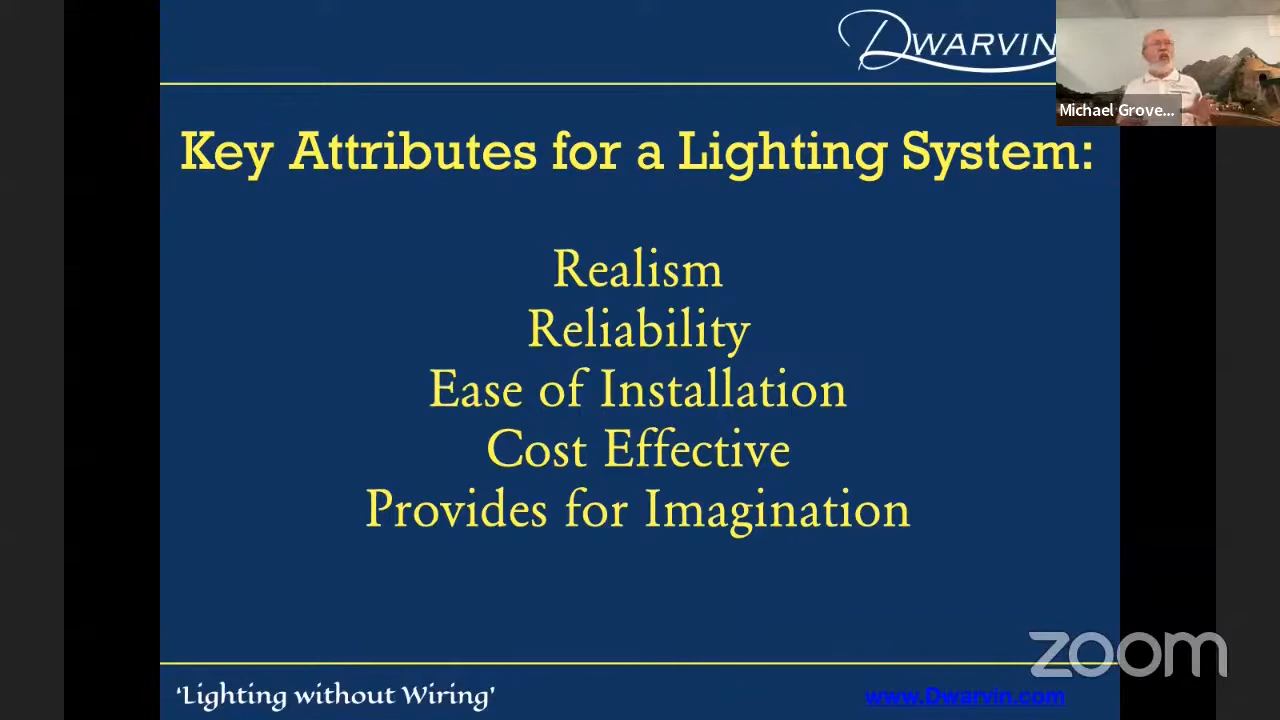 DWARVIN
Michael Grove...
Key Attributes for a Lighting System:
Realism
Reliability
Ease of Installation
Cost Effective
Provides for Imagination
zoom
'Lighting without Wiring'
www.Dwarvin.com